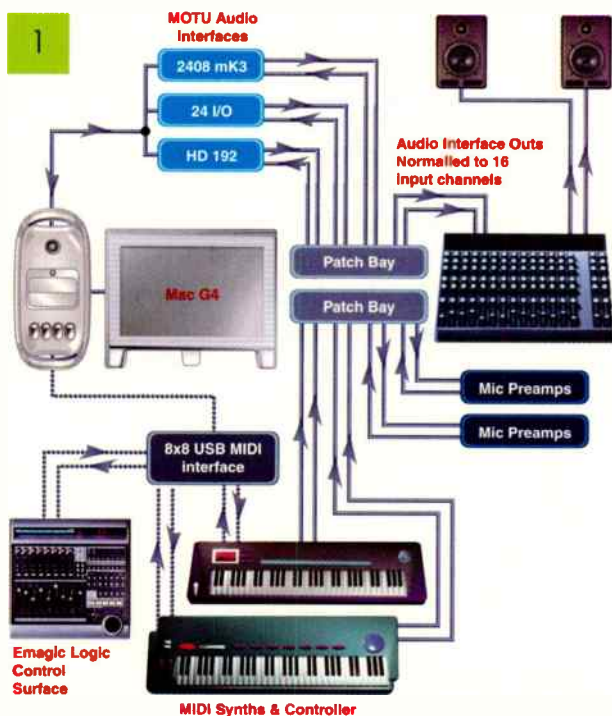 1
MOTU Audio
Interfaces
2408 mK3
24 I/O
HD 192
Audio Interface Outs
Normalled to 16
input channels
Patch Bay
Mac G4
Patch Bay
Mic Preamps
Mic Preamps
8x8 USB MIDI
interface
Emagic Logic
Control
Surface
MIDI Synths & Controller